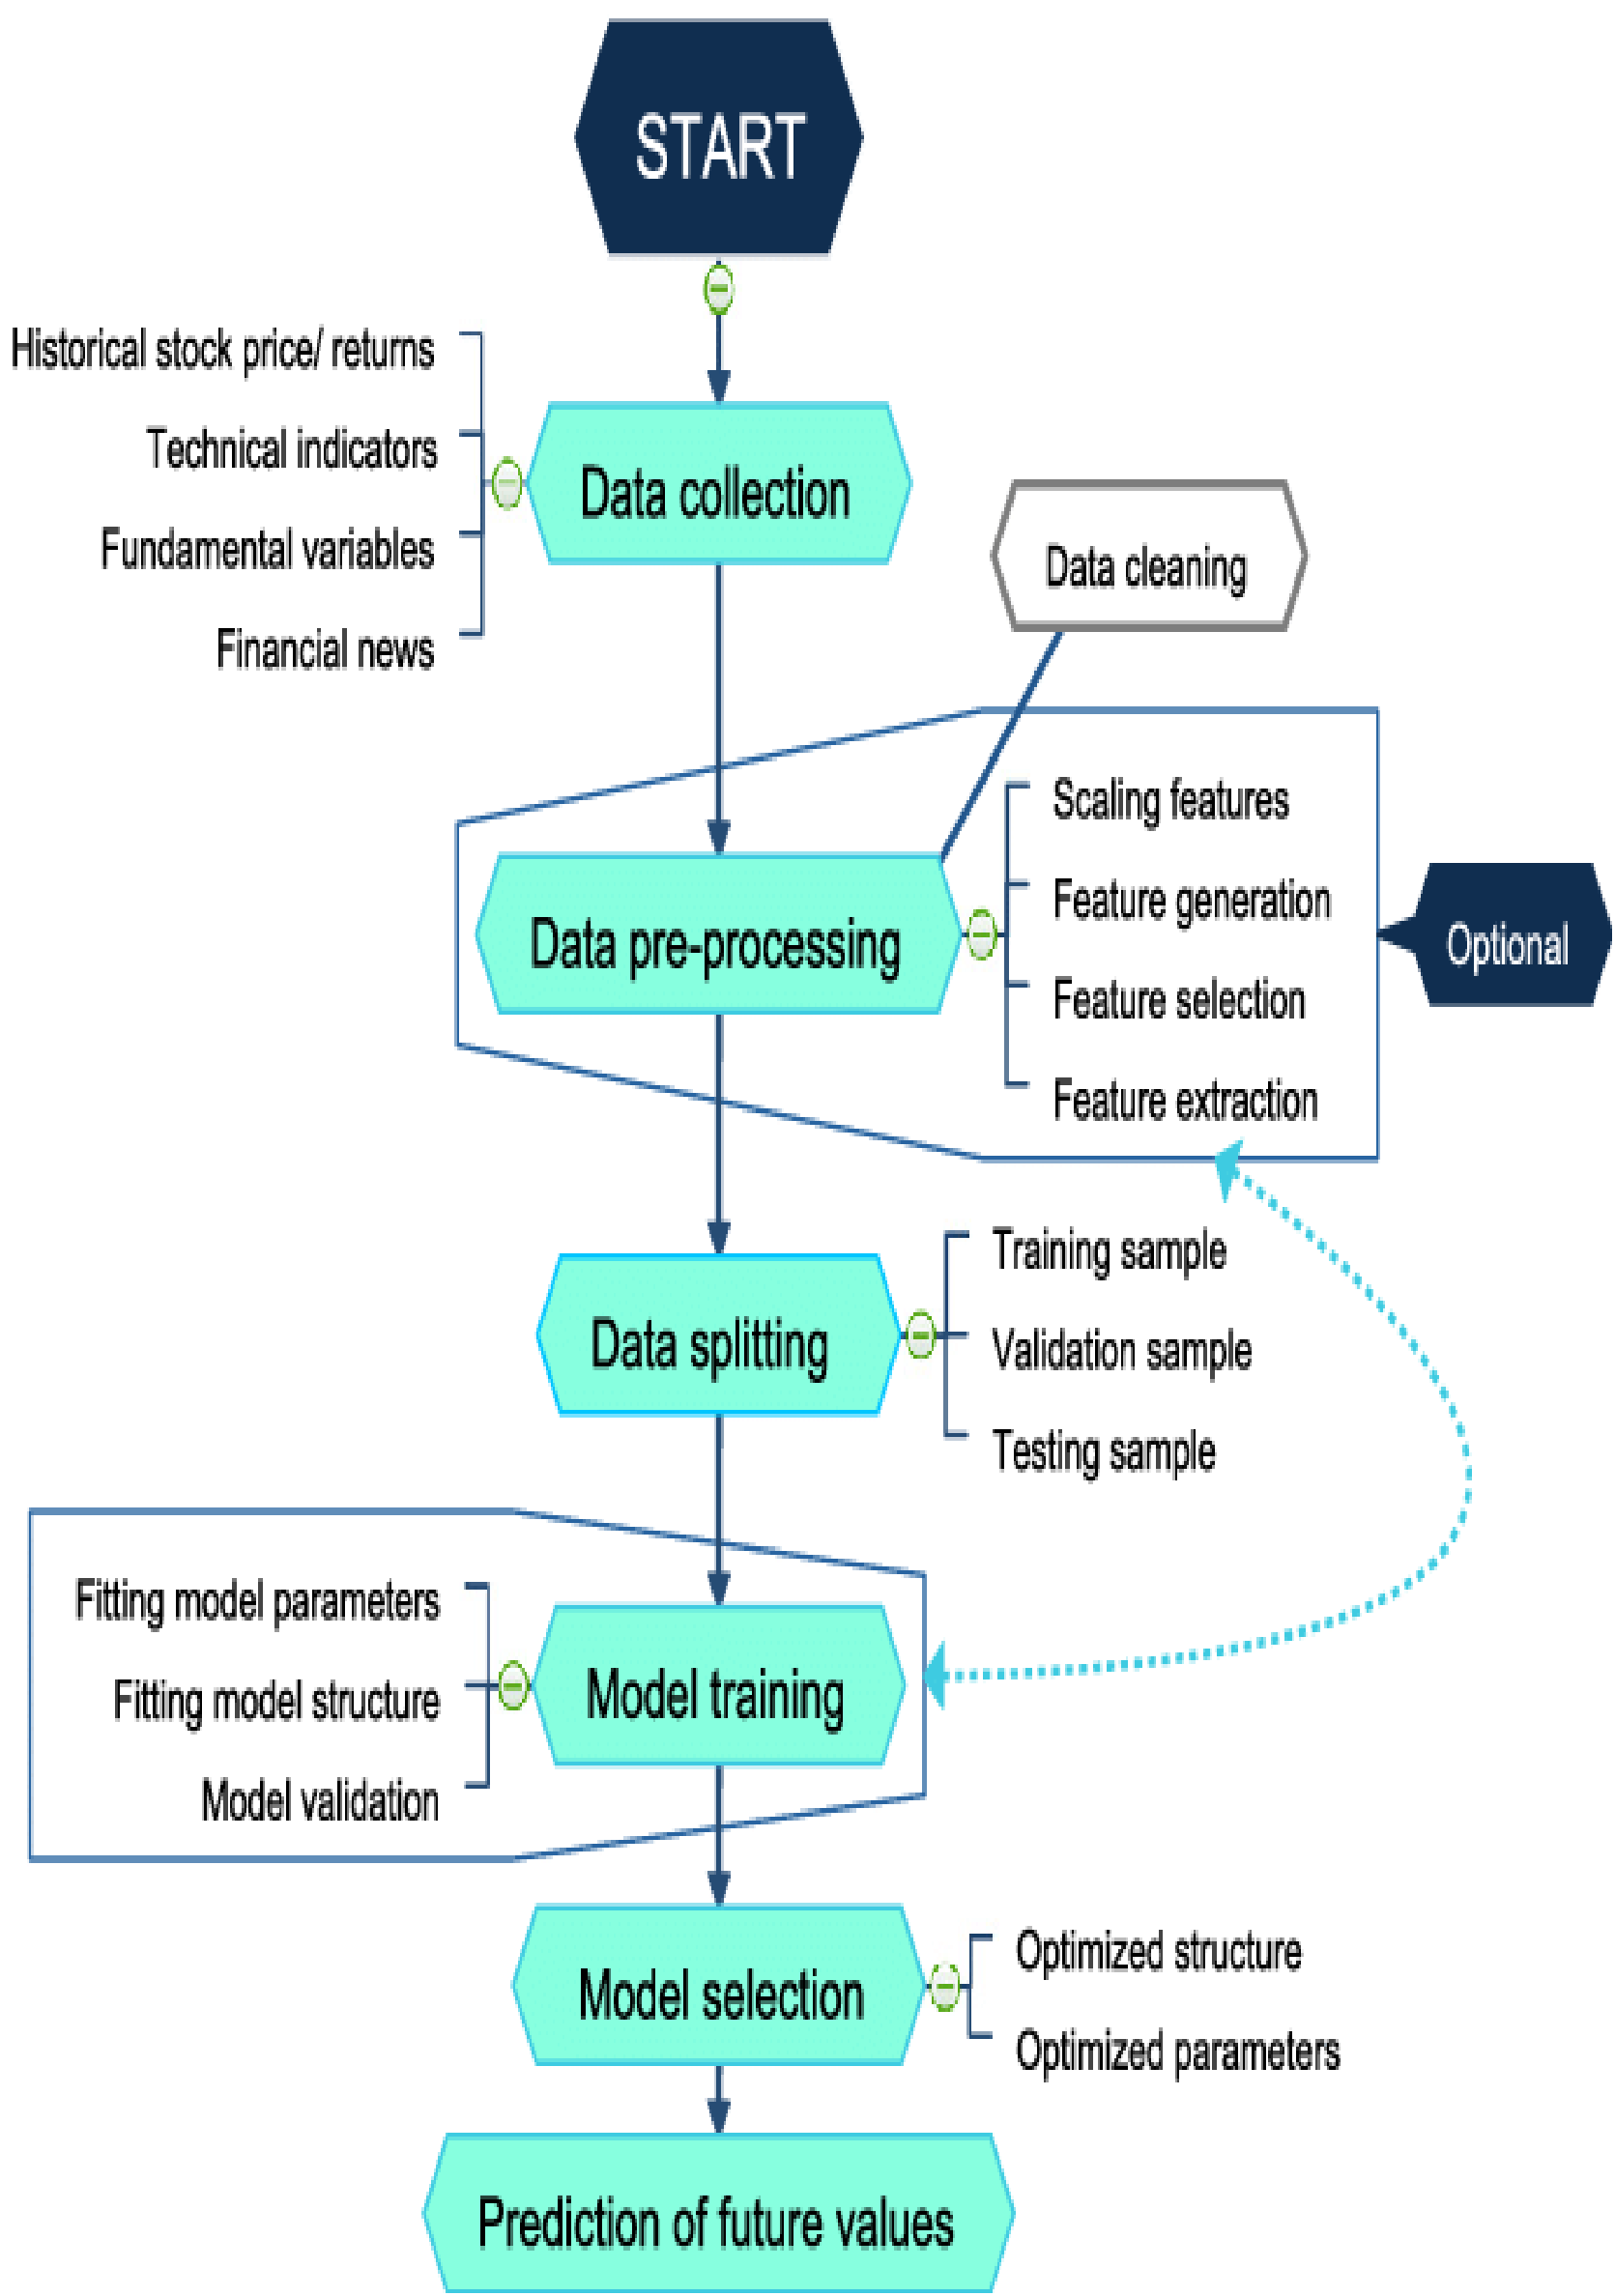 START
Historical stock price/ returns
Technical indicators
Fundamental variables
Financial news
Data collection
Data cleaning
Data pre-processing
Scaling features
Feature generation
Feature selection
Feature extraction
Optional
Data splitting
Training sample
Validation sample
Testing sample
Fitting model parameters
Fitting model structure
Model validation
Model training
Model selection
Optimized structure
Optimized parameters
Prediction of future values